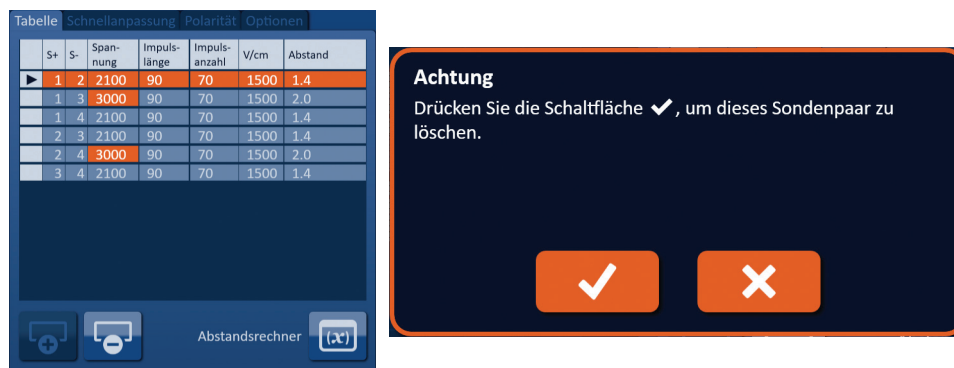 Tabelle Schnellanpassung Polarität Optionen
S+ S- Span-nung Impuls-länge Impuls-anzahl V/cm Abstand
1 2 2100 90 70 1500 1.4
1 3 3000 90 70 1500 2.0
1 4 2100 90 70 1500 1.4
2 3 2100 90 70 1500 1.4
2 4 3000 90 70 1500 2.0
3 4 2100 90 70 1500 1.4
Abstandsrechner (x)
Achtung
Drücken Sie die Schaltfläche ✔, um dieses Sondenpaar zu
löschen.